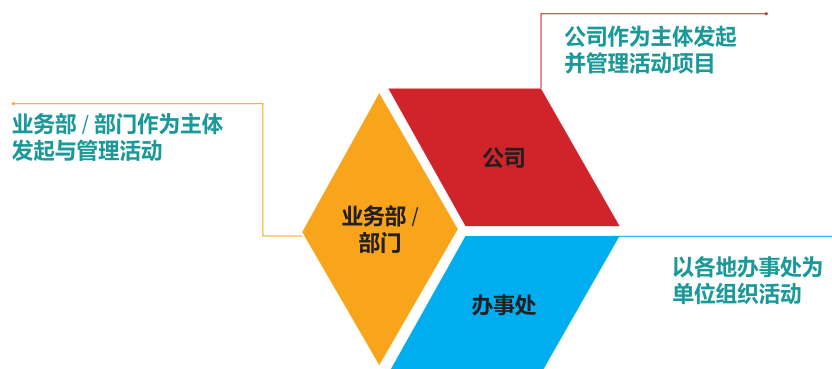 公司作为主体发起
并管理活动项目
业务部 / 部门作为主体
发起与管理活动
公司
业务部 /
部门
以各地办事处为
单位组织活动
办事处